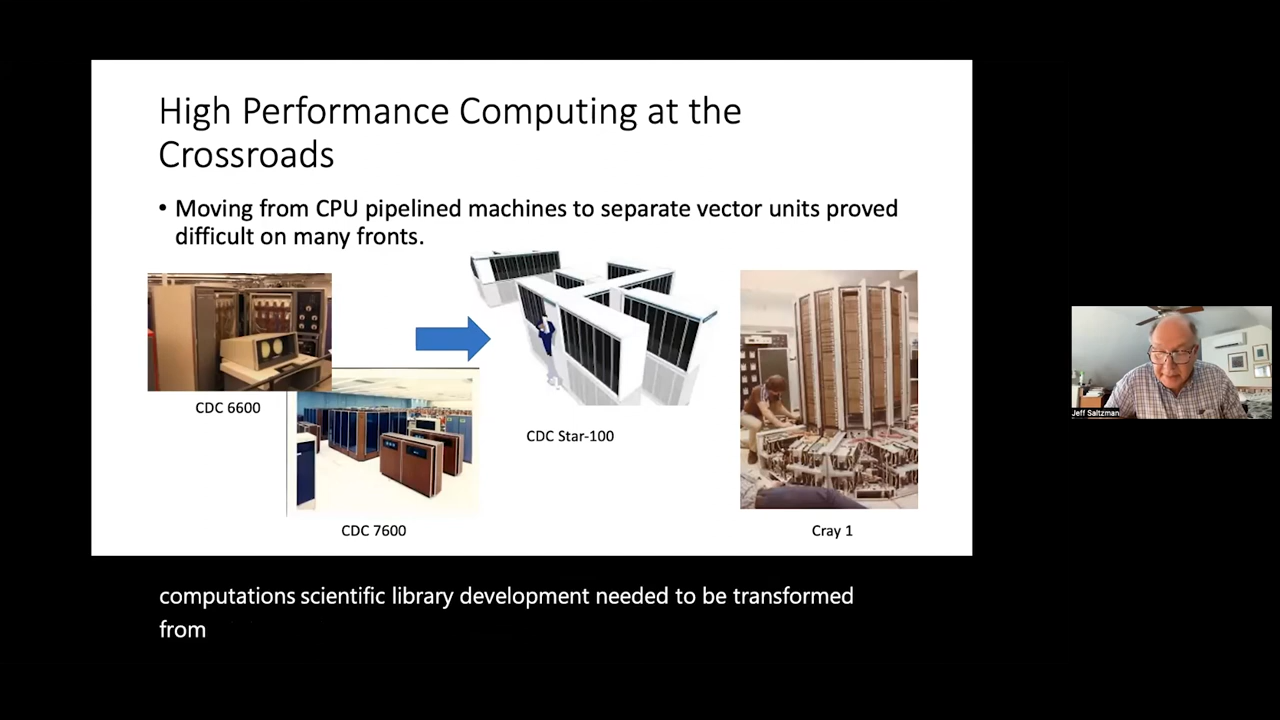 High Performance Computing at the
Crossroads
• Moving from CPU pipelined machines to separate vector units proved
difficult on many fronts.
CDC 6600
CDC Star-100
CDC 7600
Cray 1
Jeff Saltzman
computations scientific library development needed to be transformed
from